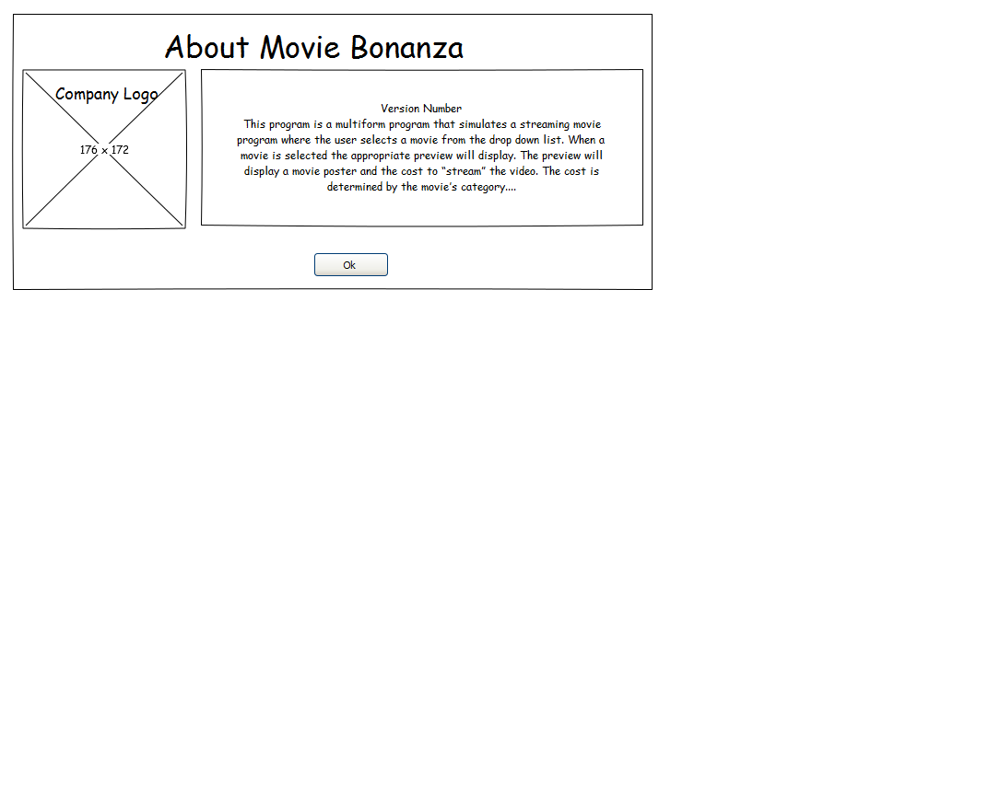 About Movie Bonanza
Company Logo
176 x 172
Version Number
This program is a multiform program that simulates a streaming movie
program where the user selects a movie from the drop down list. When a
movie is selected the appropriate preview will display. The preview will
display a movie poster and the cost to “stream” the video. The cost is
determined by the movie’s category....
Ok